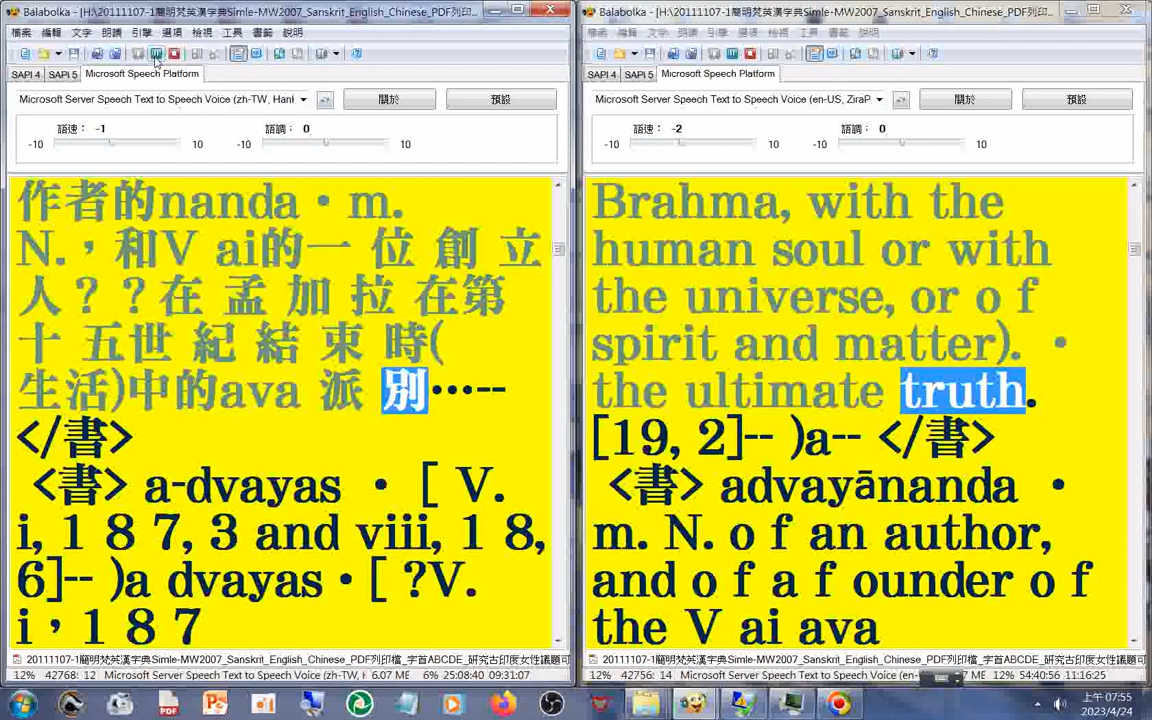 Balabolka - [H:\20111107-1簡明梵英漢字典Simle-MW2007_Sanskrit_English_Chinese_PDF列印...
檔案 編輯 文字 朗讀 引擎 選項 檢視 工具 書籤 說明
SAPI 4 SAPI 5 Microsoft Speech Platform
Microsoft Server Speech Text to Speech Voice (zh-TW, Hanl
關於 預設
語速： -1 語調： 0
-10 10 -10 10
作者的nanda・m.
N.，和V ai的一 位 創 立
人？？在 孟 加 拉 在第
十 五世 紀 結 束 時(
生活)中的ava 派 別…--
</書>
<書> a-dvayas ・ [ V.
i, 1 8 7, 3 and viii, 1 8,
6]-- )a dvayas・[ ?V.
i，1 8 7
20111107-1簡明梵英漢字典Simle-MW2007_Sanskrit_English_Chinese_PDF列印檔_字首ABCDE_研究古印度女性議題可
12% 42768: 12 Microsoft Server Speech Text to Speech Voice (zh-TW, H 6.07 ME 6% 25:08:40 09:31:07
Balabolka - [H:\20111107-1簡明梵英漢字典Simle-MW2007_Sanskrit_English_Chinese_PDF列印...
檔案 編輯 文字 朗讀 引擎 選項 檢視 工具 書籤 說明
SAPI 4 SAPI 5 Microsoft Speech Platform
Microsoft Server Speech Text to Speech Voice (en-US, ZiraP
關於 預設
語速： -2 語調： 0
-10 10 -10 10
Brahma, with the
human soul or with
the universe, or o f
spirit and matter). ・
the ultimate truth.
[19, 2]-- )a-- </書>
<書> advayānanda ・
m. N. o f an author,
and o f a f ounder o f
the V ai ava
20111107-1簡明梵英漢字典Simle-MW2007_Sanskrit_English_Chinese_PDF列印檔_字首ABCDE_研究古印度女性議題可
12% 42756: 14 Microsoft Server Speech Text to Speech Voice (en-U 12% 54:40:56 11:16:25
PDF
上午 07:55
2023/4/24